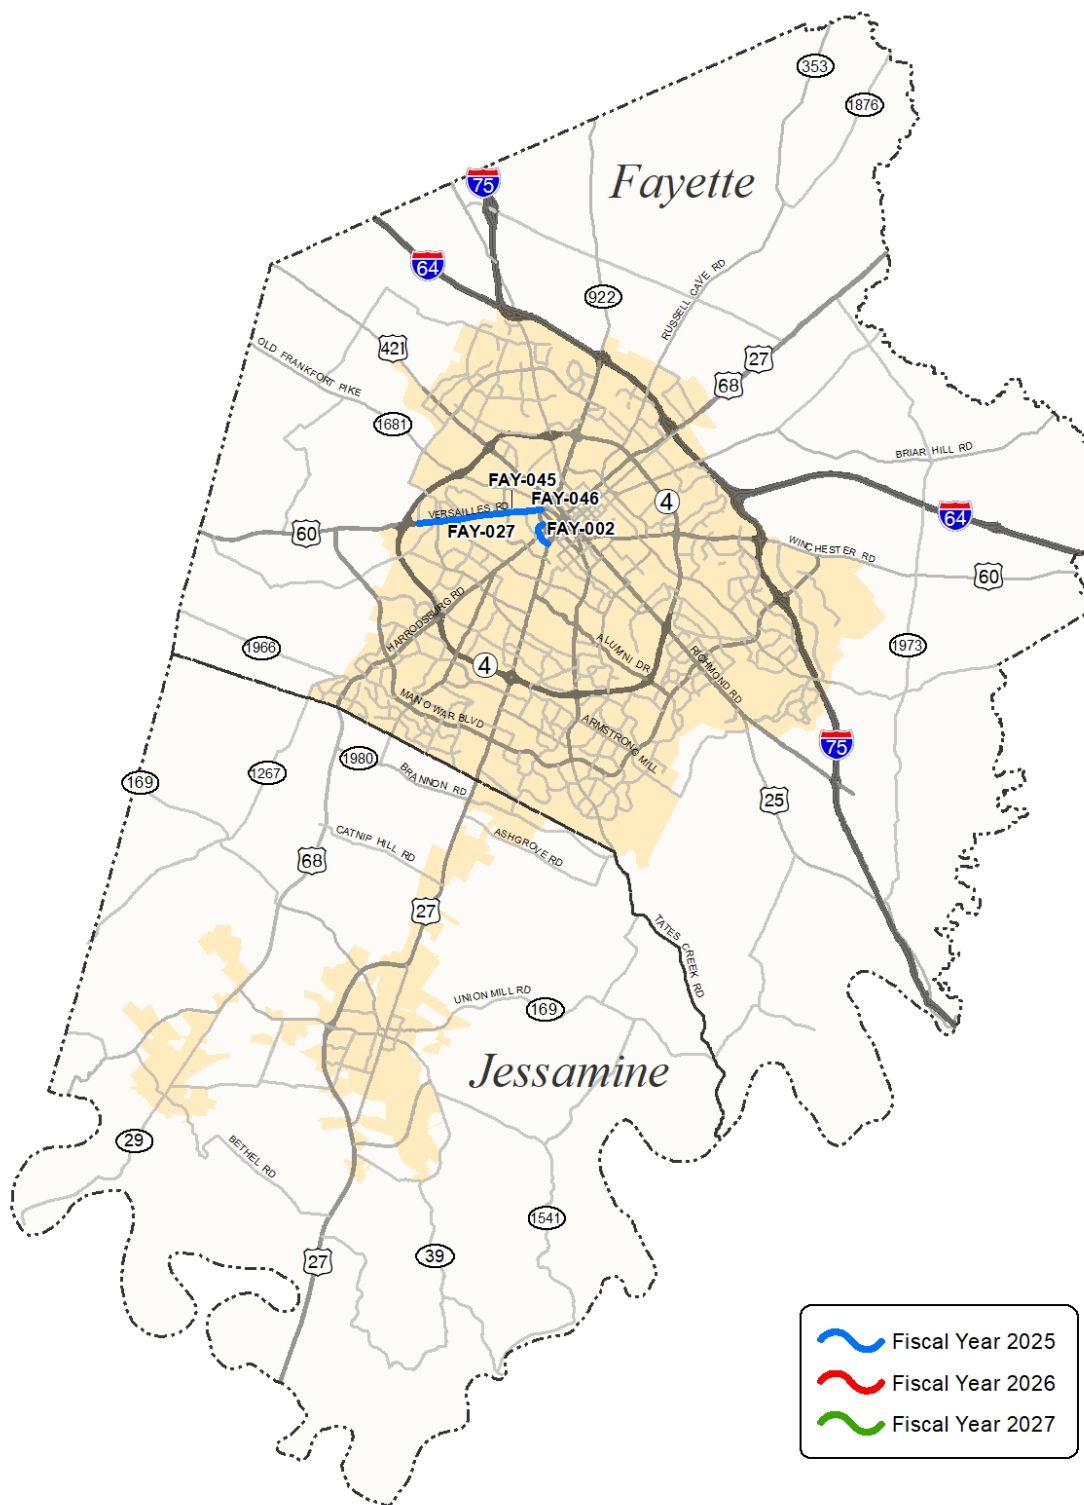 353
1876
75
Fayette
64
922
RUSSELL CAVE RD
421
27
68
OLD FRANKFORT PIKE
1681
BRIAR HILL RD
FAY-045
FAY-046
4
VERSAILLES RD
64
60
FAY-027
FAY-002
WINCHESTER RD
60
HARRODSBURG RD
1966
ALUMNI DR
1973
4
RICHMOND RD
MAN O WAR BLVD
ARMSTRONG MILL
75
1980
169
1267
BRANNON RD
25
CATNIP HILL RD
ASHGROVE RD
68
27
TATES CREEK RD
UNION MILL RD
169
Jessamine
29
BETHEL RD
1541
39
27
Fiscal Year 2025
Fiscal Year 2026
Fiscal Year 2027